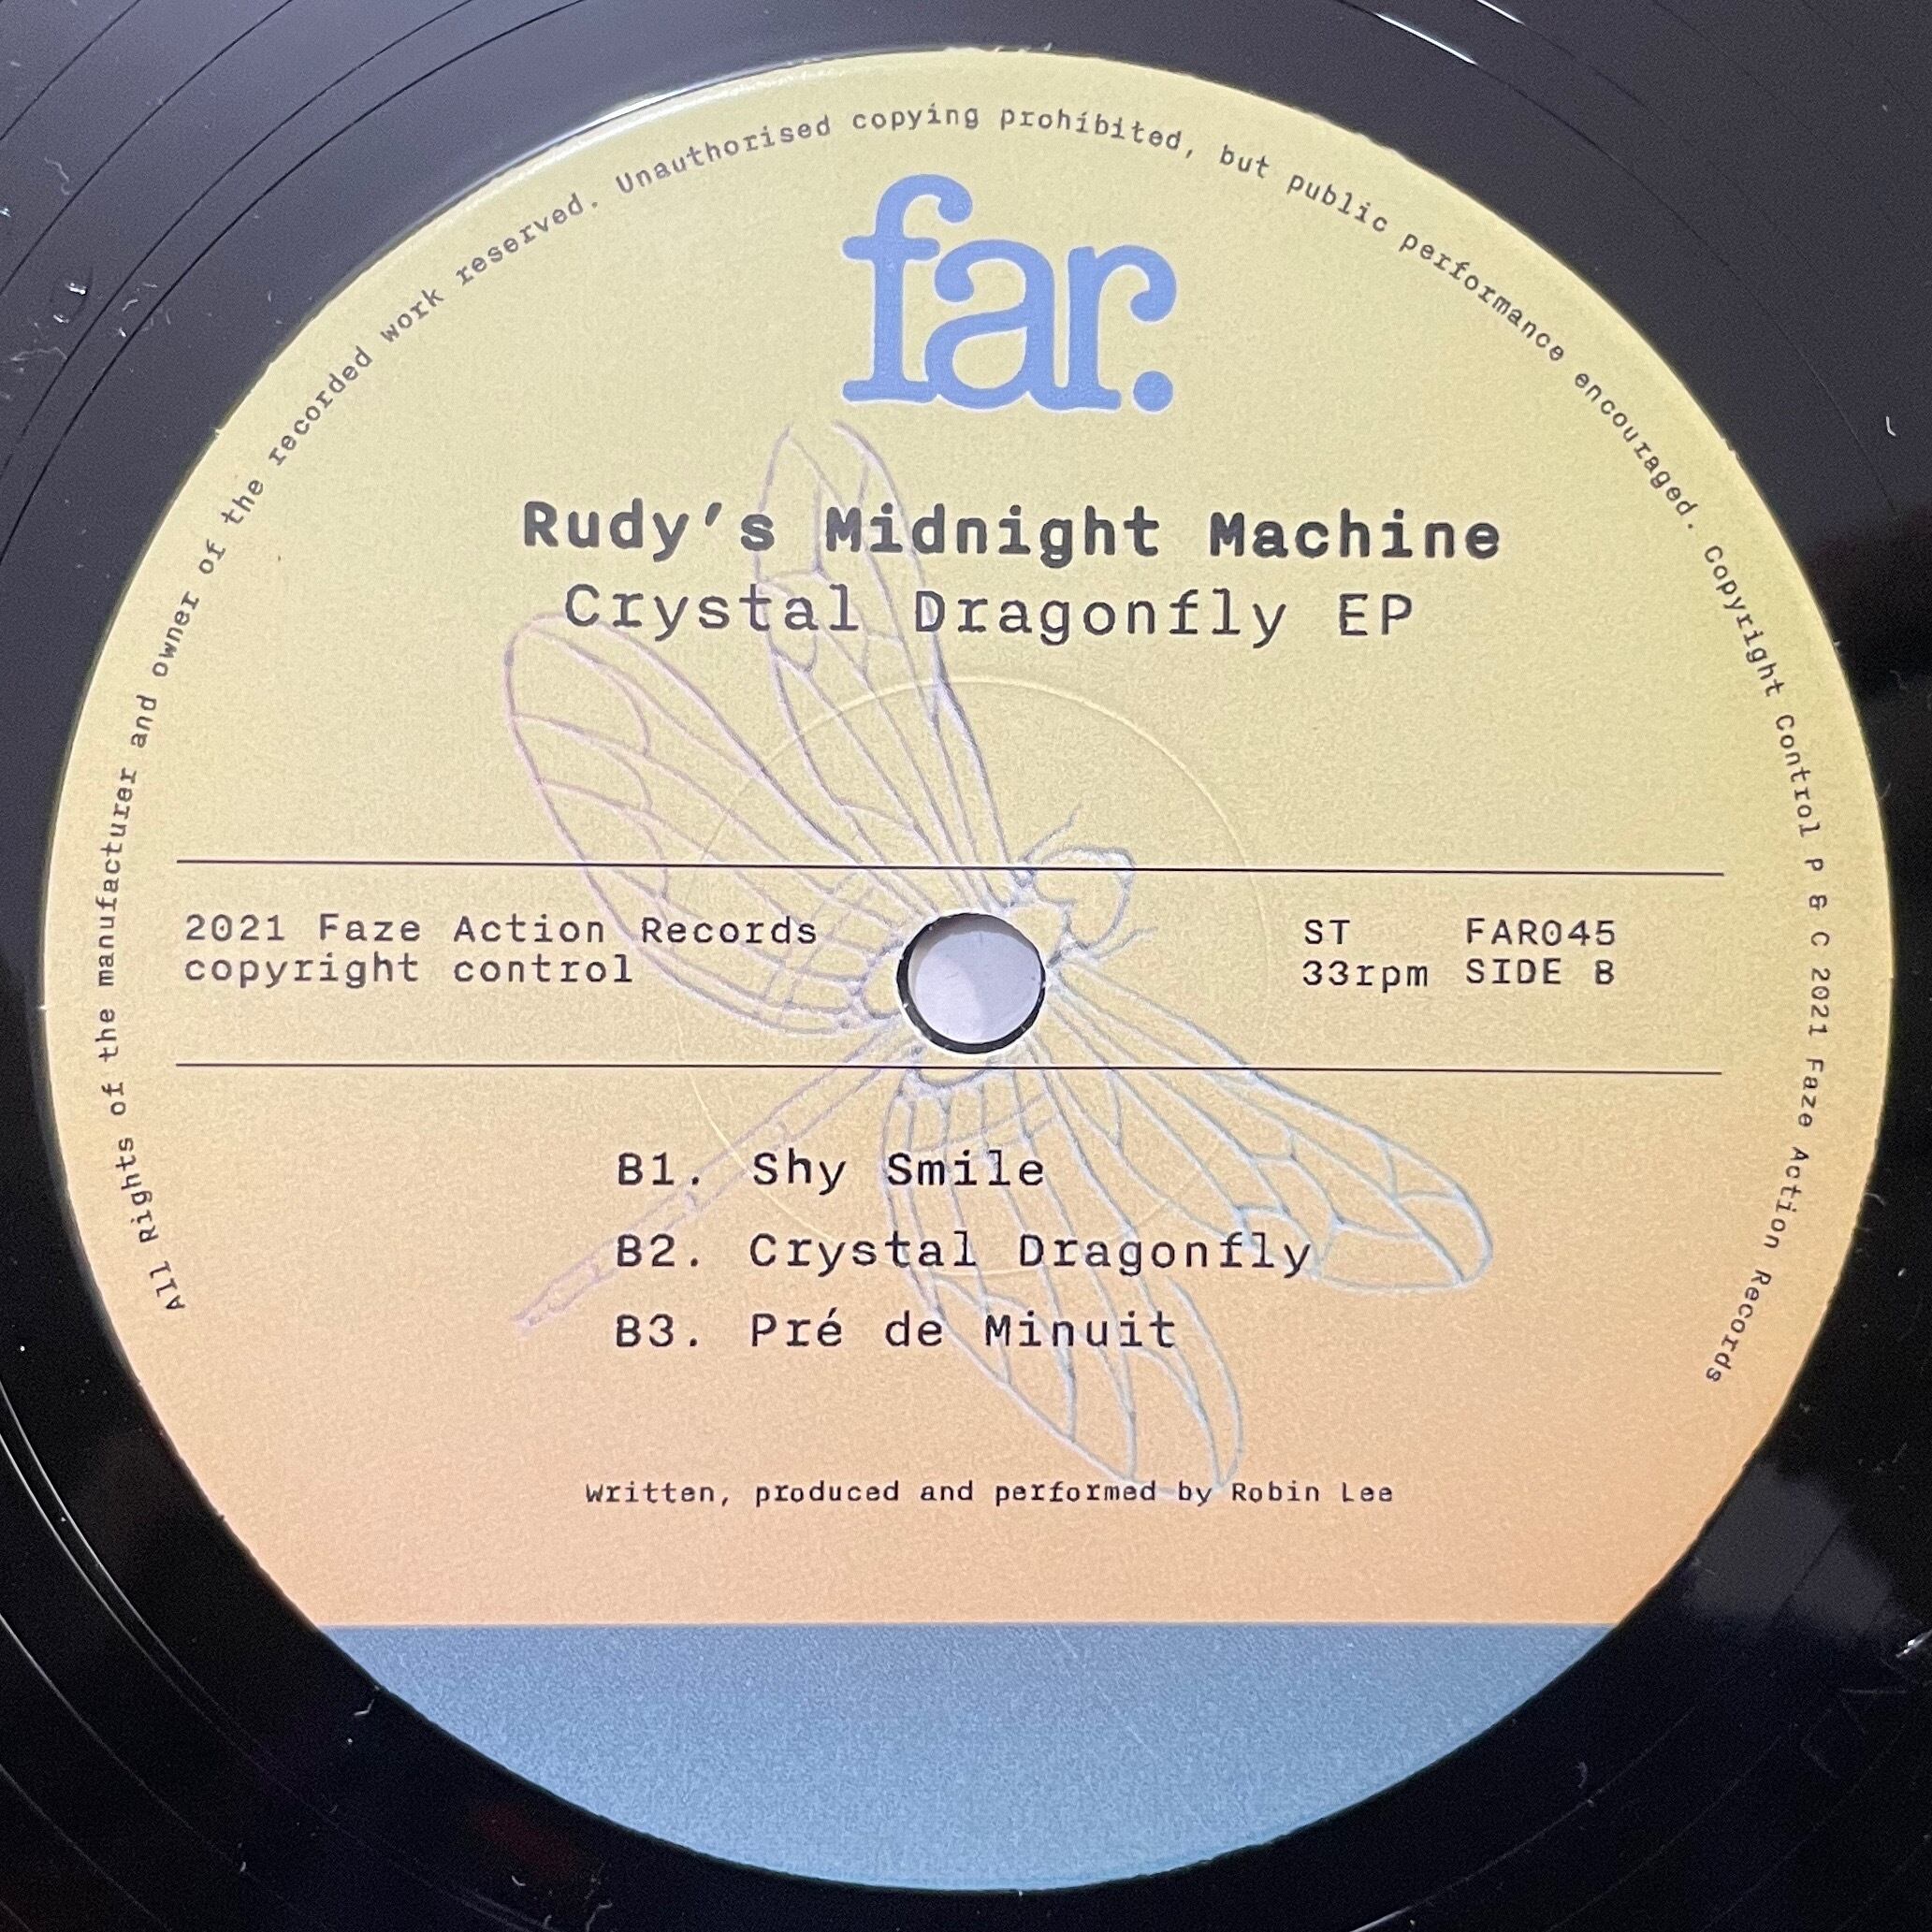 All Rights of the manufacturer and owner of the recorded work reserved. Unauthorised copying prohibited, but public performance encouraged. Copyright Control P & C 2021 Faze Action Records
far.
Rudy's Midnight Machine
Crystal Dragonfly EP
2021 Faze Action Records
copyright control
ST FAR045
33rpm SIDE B
B1. Shy Smile
B2. Crystal Dragonfly
B3. Pré de Minuit
Written, produced and performed by Robin Lee